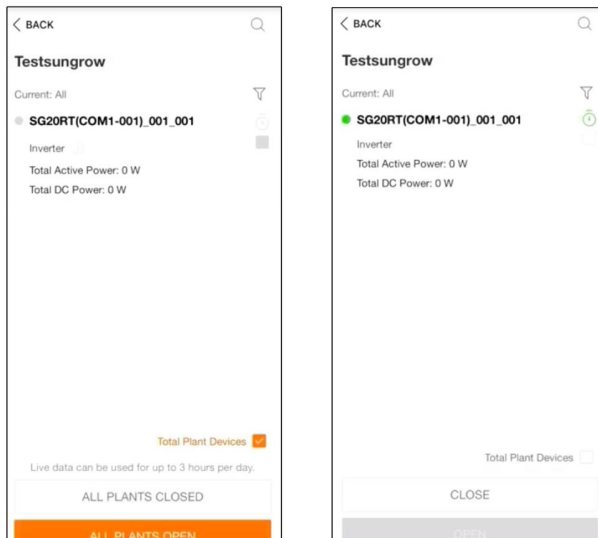 BACK
Testsungrow
Current: All
SG20RT(COM1-001)_001_001
Inverter
Total Active Power: 0 W
Total DC Power: 0 W
Total Plant Devices
Live data can be used for up to 3 hours per day.
ALL PLANTS CLOSED
ALL PLANTS OPEN
BACK
Testsungrow
Current: All
SG20RT(COM1-001)_001_001
Inverter
Total Active Power: 0 W
Total DC Power: 0 W
Total Plant Devices
CLOSE
OPEN